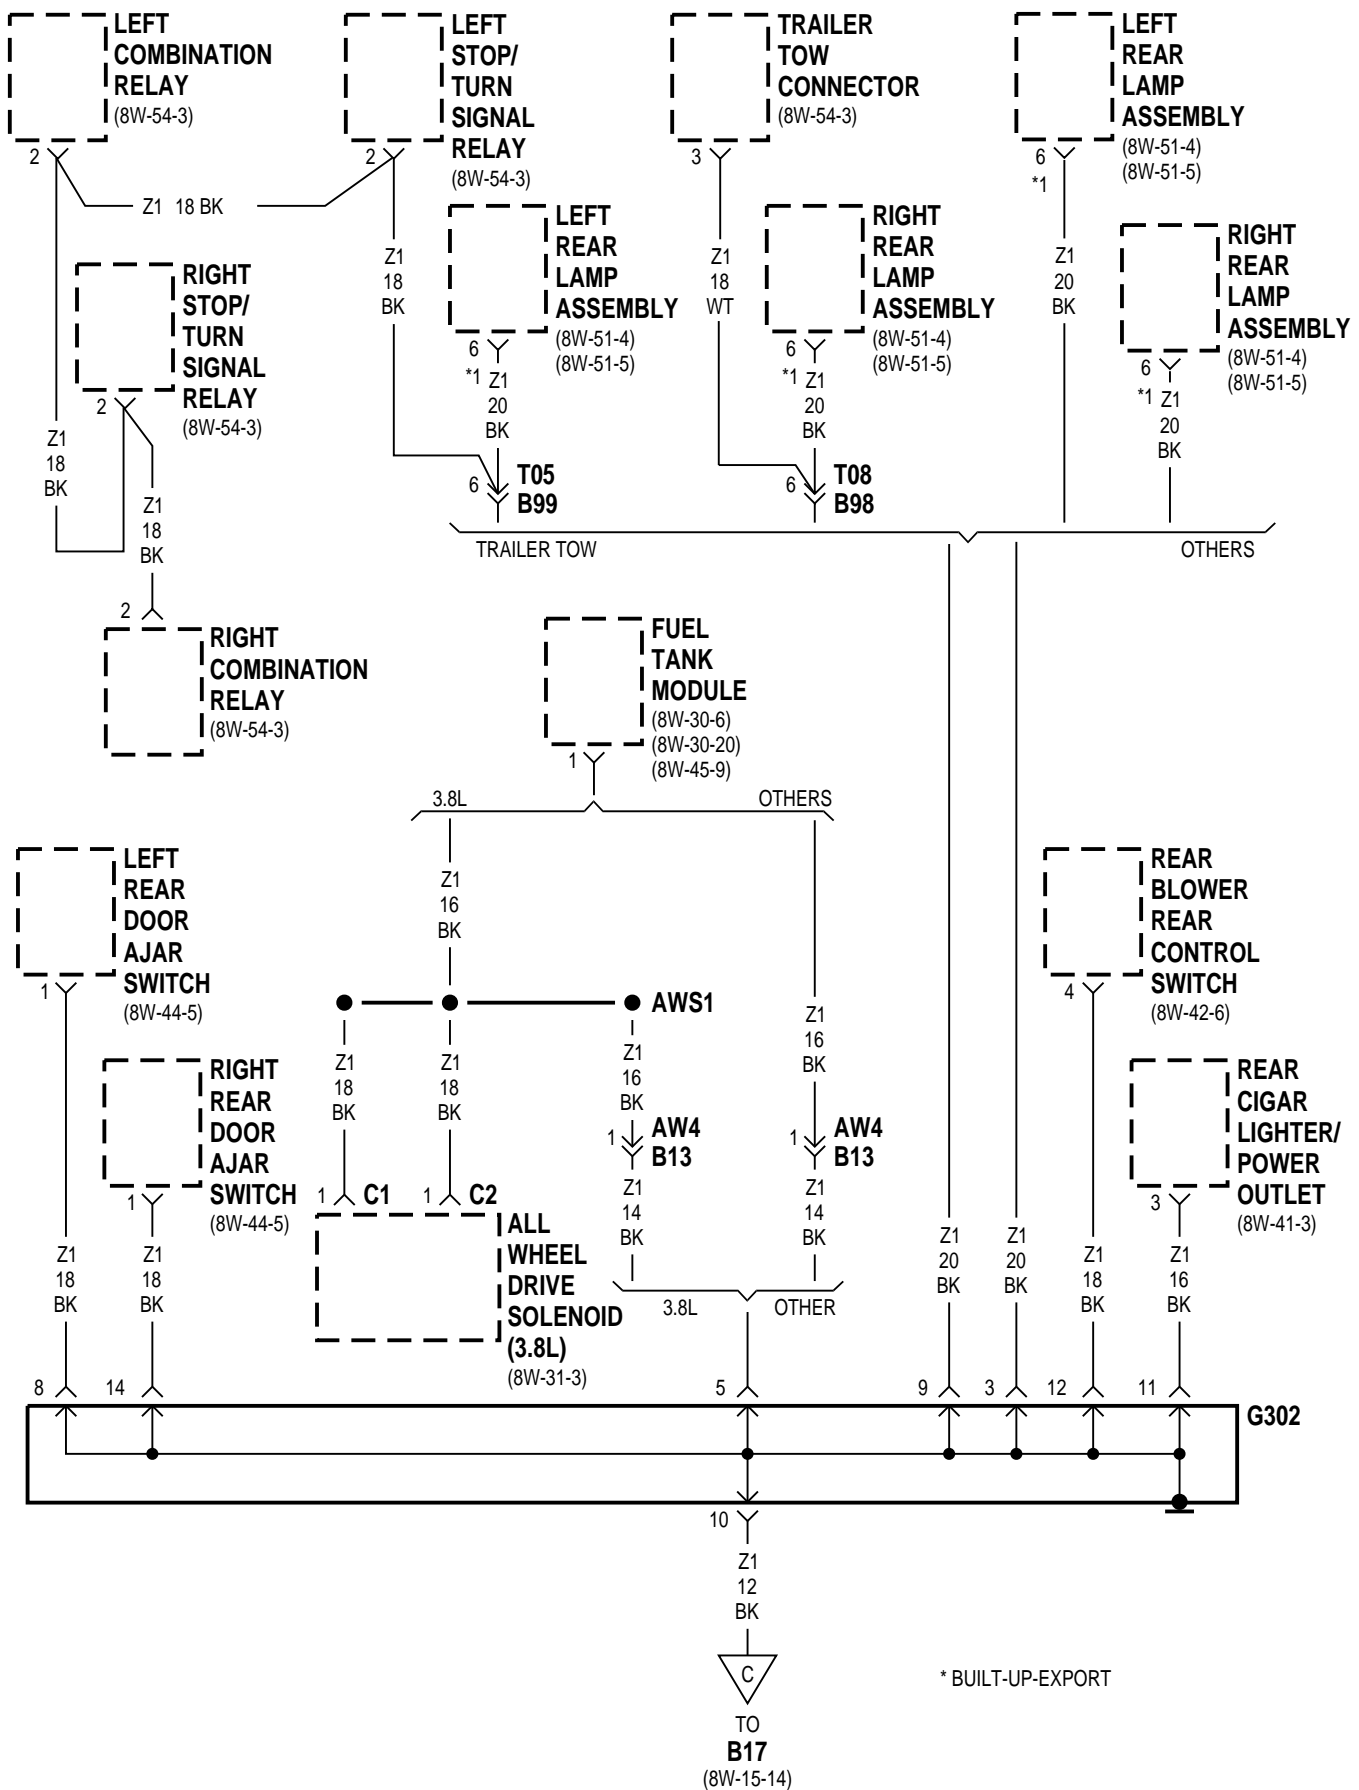 LEFT
COMBINATION
RELAY
(8W-54-3)
2
LEFT
STOP/
TURN
SIGNAL
RELAY
(8W-54-3)
2
TRAILER
TOW
CONNECTOR
(8W-54-3)
3
LEFT
REAR
LAMP
ASSEMBLY
(8W-51-4)
(8W-51-5)
6
*1
Z1 18 BK
RIGHT
STOP/
TURN
SIGNAL
RELAY
(8W-54-3)
2
Z1
18
BK
LEFT
REAR
LAMP
ASSEMBLY
(8W-51-4)
(8W-51-5)
6
*1 Z1
20
BK
Z1
18
WT
RIGHT
REAR
LAMP
ASSEMBLY
(8W-51-4)
(8W-51-5)
6
*1 Z1
20
BK
Z1
20
BK
RIGHT
REAR
LAMP
ASSEMBLY
(8W-51-4)
(8W-51-5)
6
*1 Z1
20
BK
Z1
18
BK
Z1
18
BK
6
T05
B99
6
T08
B98
TRAILER TOW
OTHERS
2
RIGHT
COMBINATION
RELAY
(8W-54-3)
FUEL
TANK
MODULE
(8W-30-6)
(8W-30-20)
(8W-45-9)
1
3.8L
OTHERS
LEFT
REAR
DOOR
AJAR
SWITCH
(8W-44-5)
1
Z1
16
BK
REAR
BLOWER
REAR
CONTROL
SWITCH
(8W-42-6)
4
AWS1
RIGHT
REAR
DOOR
AJAR
SWITCH
(8W-44-5)
1
Z1
18
BK
Z1
18
BK
Z1
16
BK
Z1
16
BK
REAR
CIGAR
LIGHTER/
POWER
OUTLET
(8W-41-3)
3
1
AW4
B13
1
AW4
B13
1 C1
1 C2
ALL
WHEEL
DRIVE
SOLENOID
(3.8L)
(8W-31-3)
Z1
14
BK
Z1
14
BK
Z1
18
BK
Z1
18
BK
Z1
20
BK
Z1
20
BK
Z1
18
BK
Z1
16
BK
3.8L
OTHER
8
14
5
9
3
12
11
G302
10
Z1
12
BK
C
TO
B17
(8W-15-14)
* BUILT-UP-EXPORT